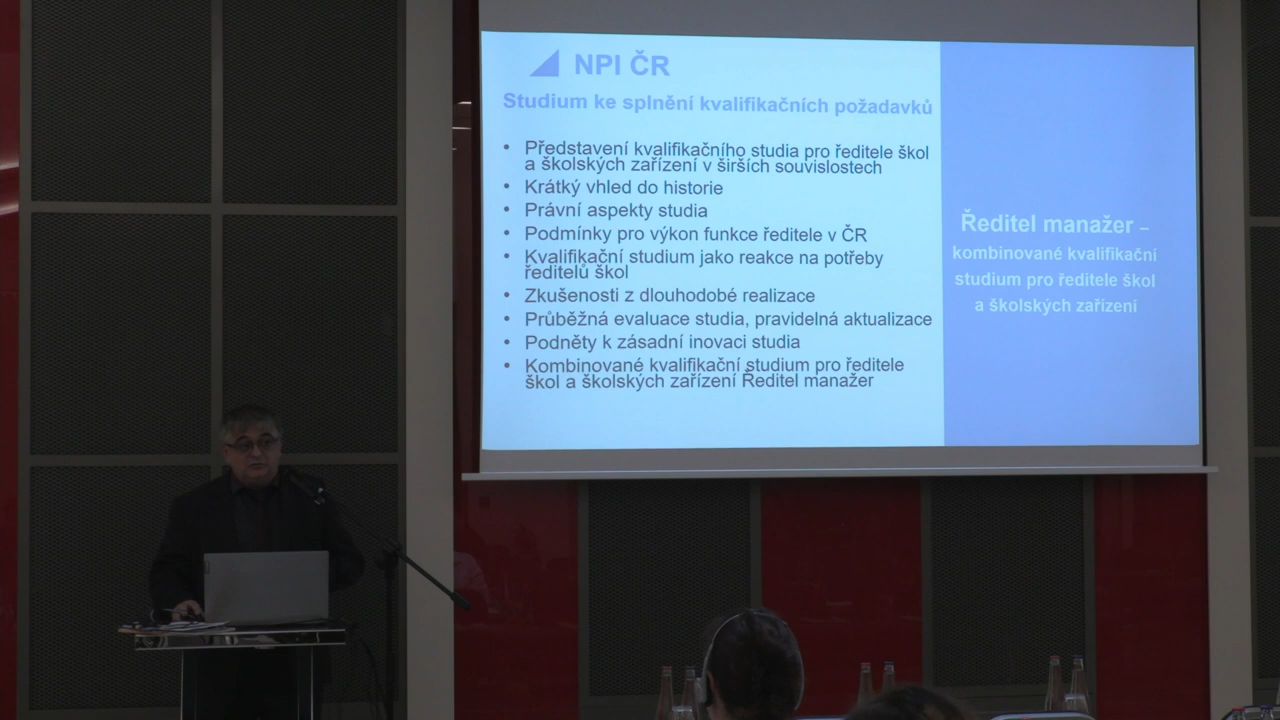 NPI ČR
Studium ke splnění kvalifikačních požadavků
• Představení kvalifikačního studia pro ředitele škol
a školských zařízení v širších souvislostech
• Krátký vhled do historie
• Právní aspekty studia
• Podmínky pro výkon funkce ředitele v ČR
• Kvalifikační studium jako reakce na potřeby
ředitelů škol
• Zkušenosti z dlouhodobé realizace
• Průběžná evaluace studia, pravidelná aktualizace
• Podněty k zásadní inovaci studia
• Kombinované kvalifikační studium pro ředitele
škol a školských zařízení Ředitel manažer
Ředitel manažer –
kombinované kvalifikační
studium pro ředitele škol
a školských zařízení